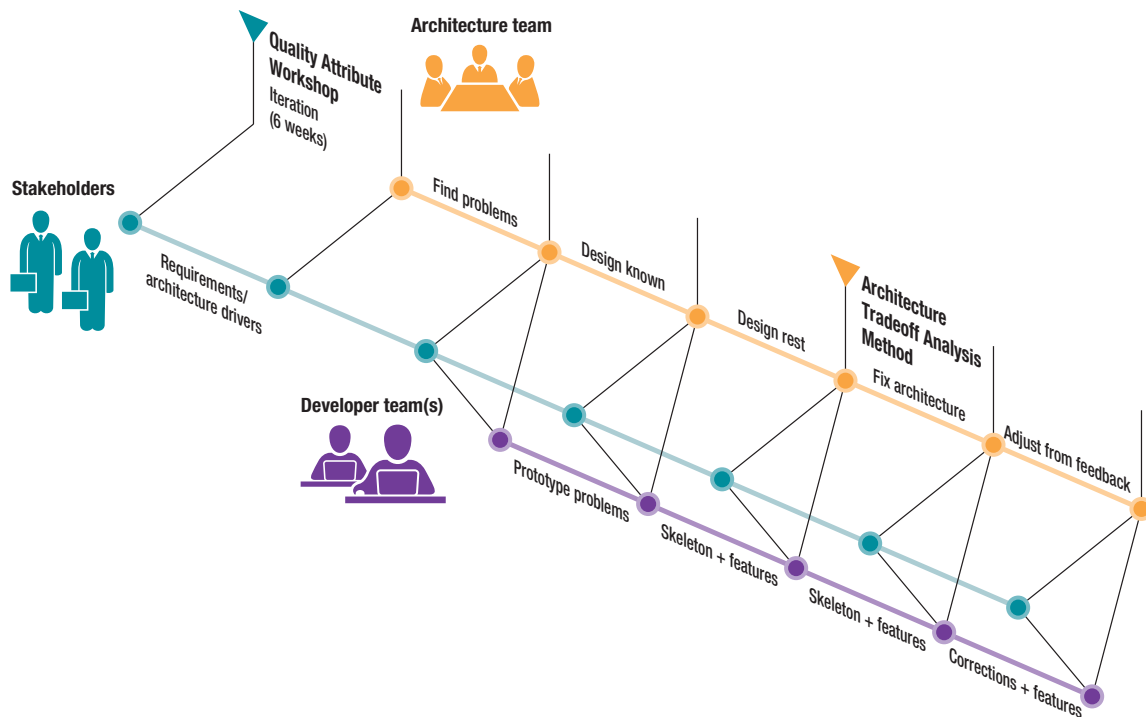 Architecture team
Quality Attribute
Workshop
Iteration
(6 weeks)
Stakeholders
Find problems
Requirements/
architecture drivers
Design known
Design rest
Architecture
Tradeoff Analysis
Method
Fix architecture
Adjust from feedback
Developer team(s)
Prototype problems
Skeleton + features
Skeleton + features
Corrections + features